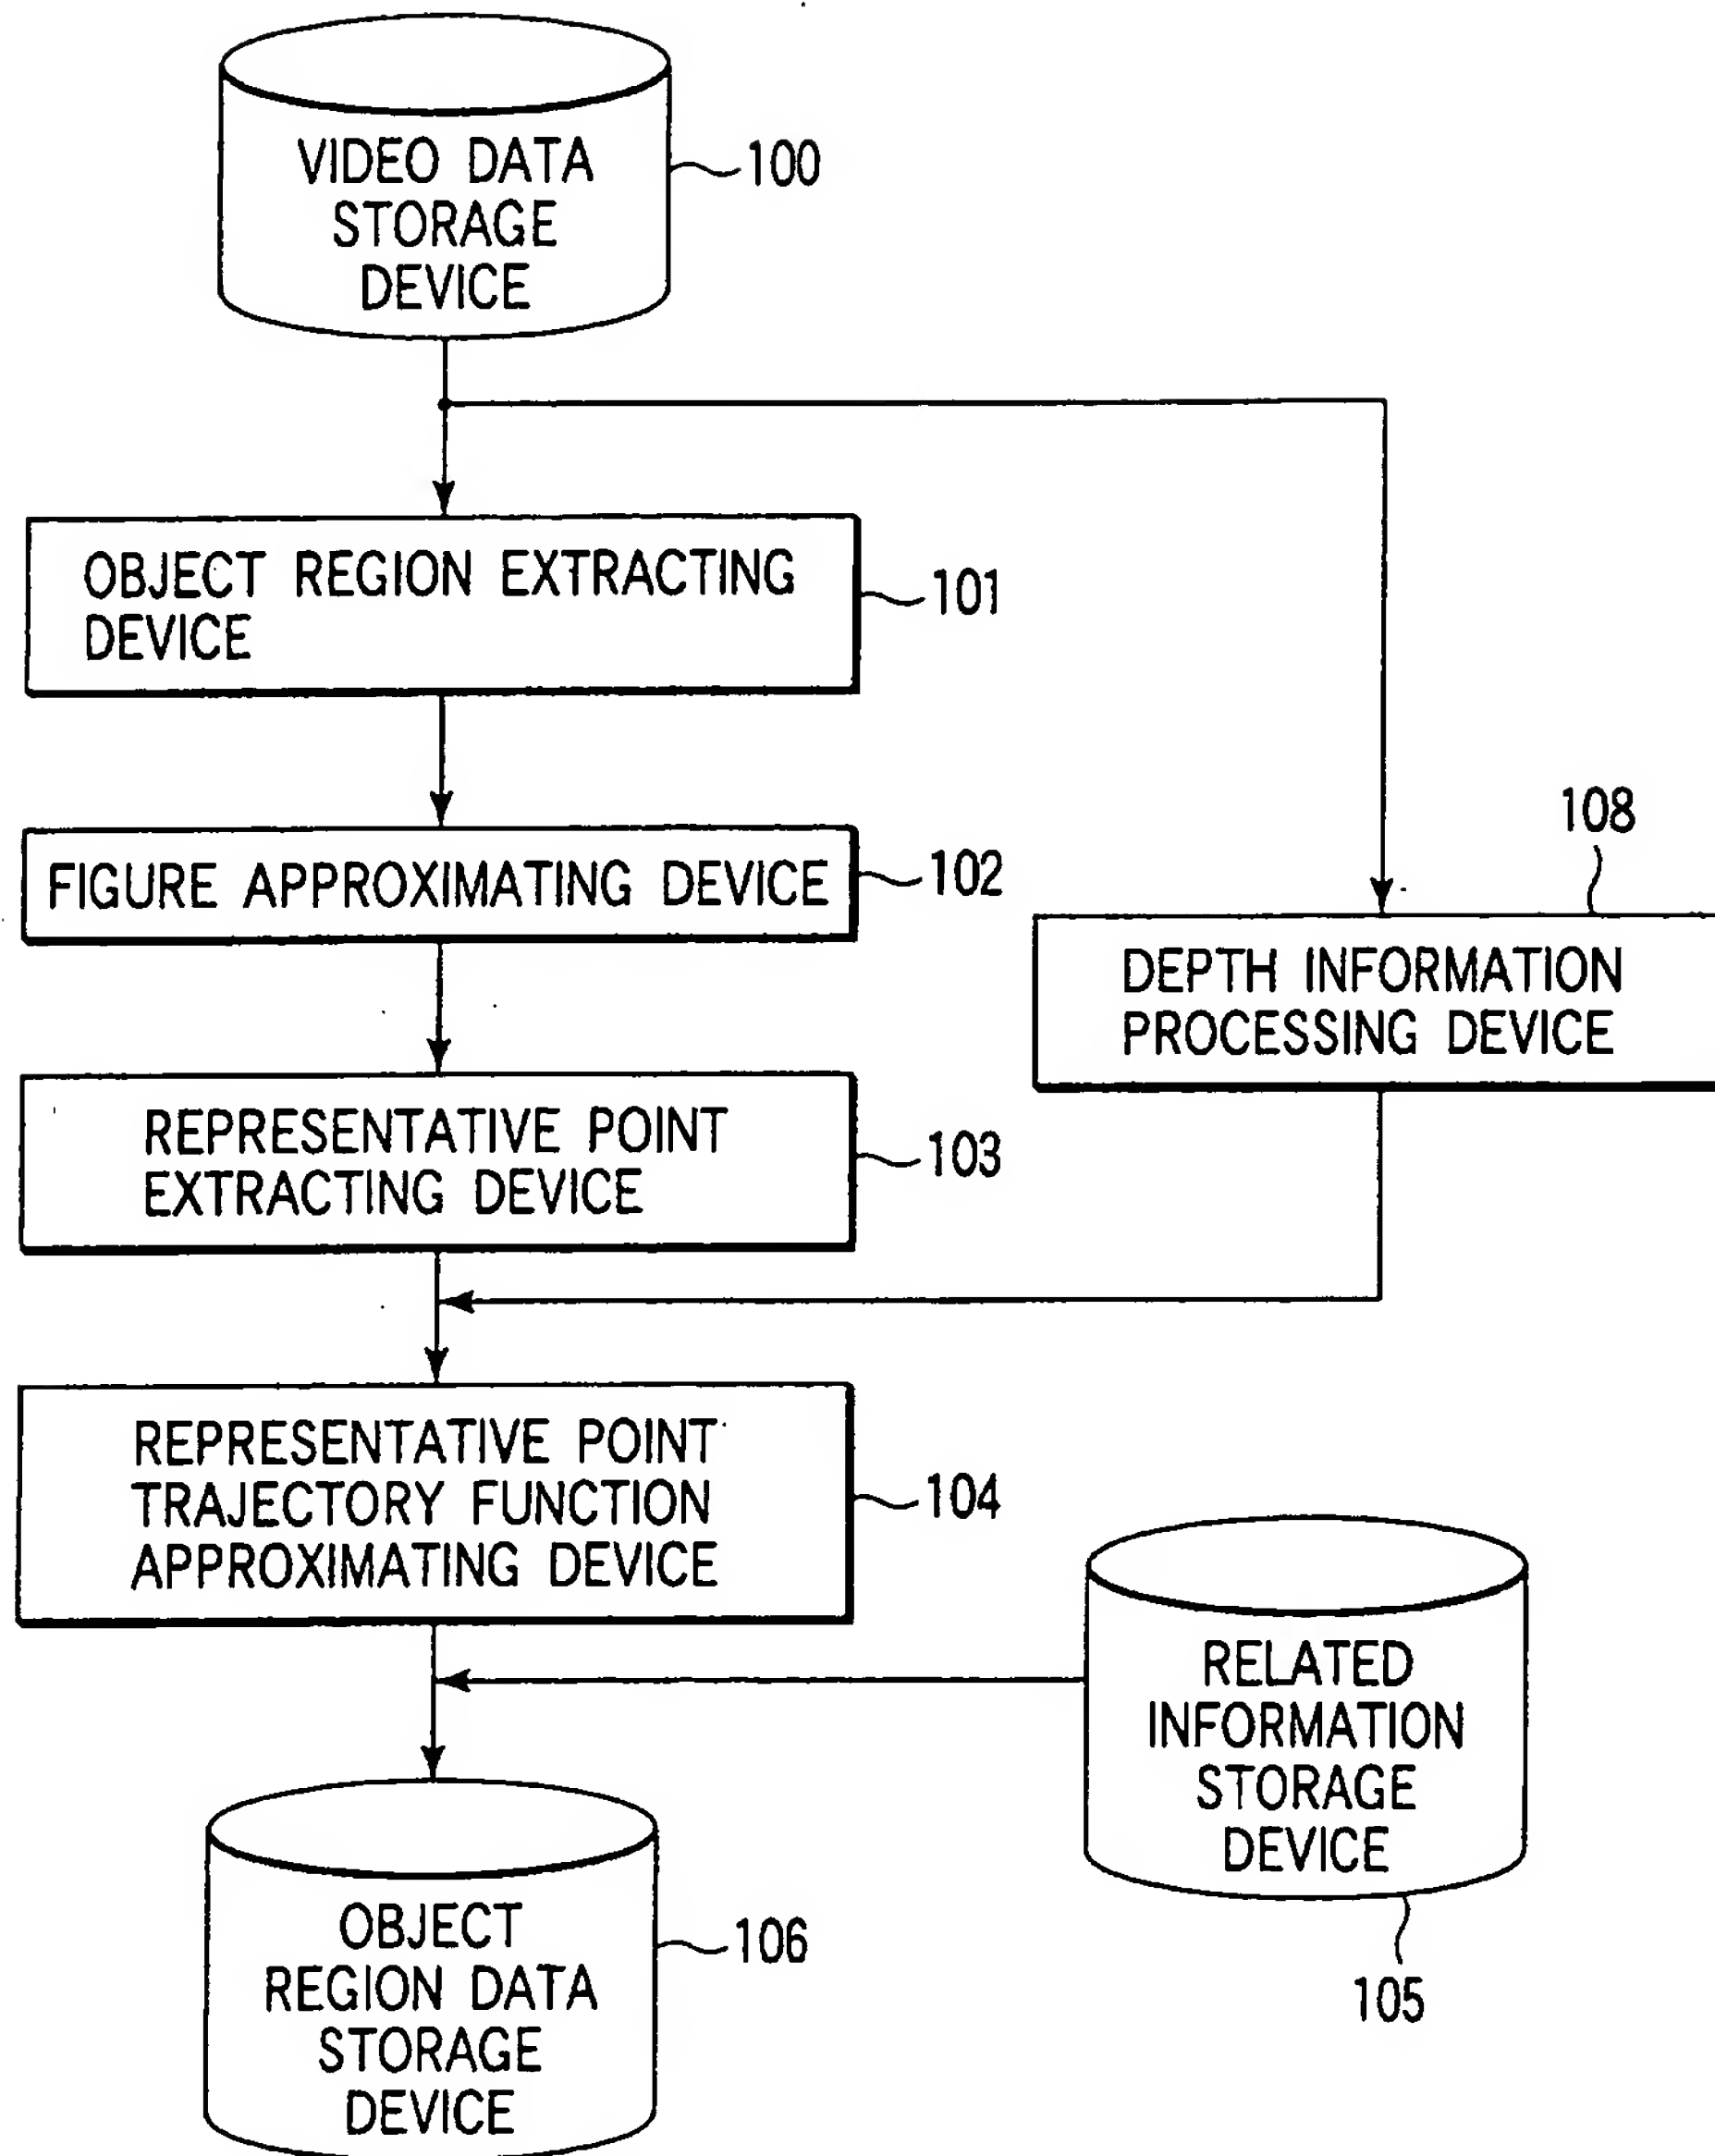 VIDEO DATA
STORAGE
DEVICE
100
OBJECT REGION EXTRACTING
DEVICE
101
FIGURE APPROXIMATING DEVICE
102
108
DEPTH INFORMATION
PROCESSING DEVICE
REPRESENTATIVE POINT
EXTRACTING DEVICE
103
REPRESENTATIVE POINT
TRAJECTORY FUNCTION
APPROXIMATING DEVICE
104
RELATED
INFORMATION
STORAGE
DEVICE
105
OBJECT
REGION DATA
STORAGE
DEVICE
106